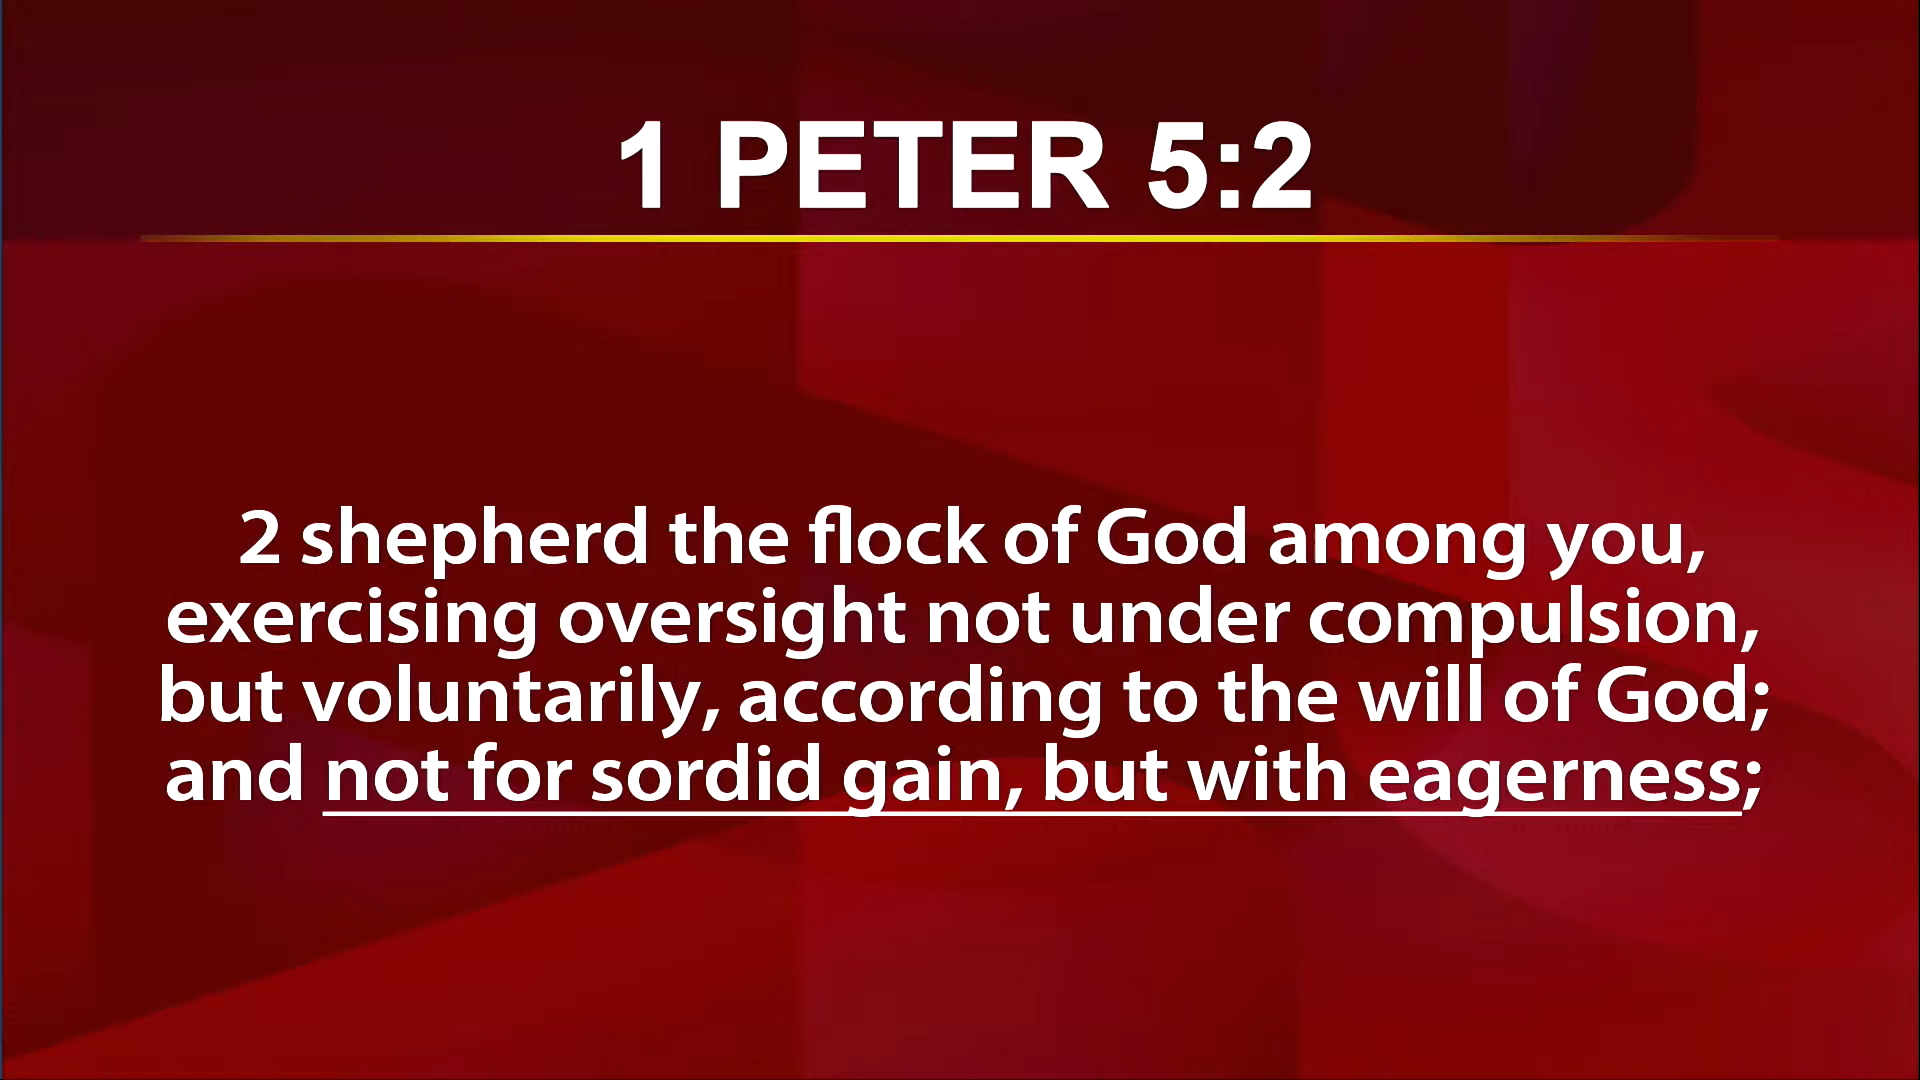 1 PETER 5:2
2 shepherd the flock of God among you,
exercising oversight not under compulsion,
but voluntarily, according to the will of God;
and not for sordid gain, but with eagerness;